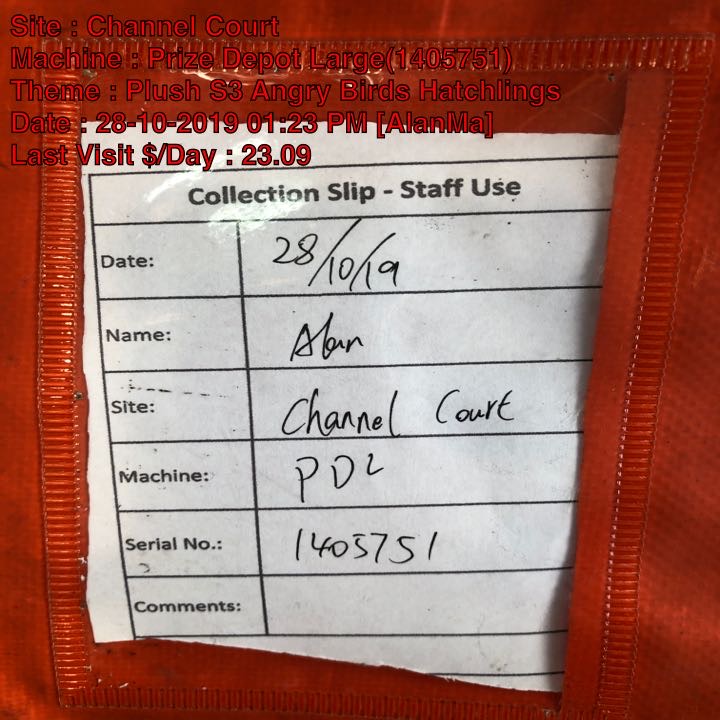 Site : Channel Court
Machine : Prize Depot Large(1405751)
Theme : Plush S3 Angry Birds Hatchlings
Date : 28-10-2019 01:23 PM [AlanMa]
Last Visit $/Day : 23.09
Collection Slip - Staff Use
Date: 28/10/19
Name: Alan
Site: Channel Court
Machine: PDL
Serial No.: 1405751
Comments: